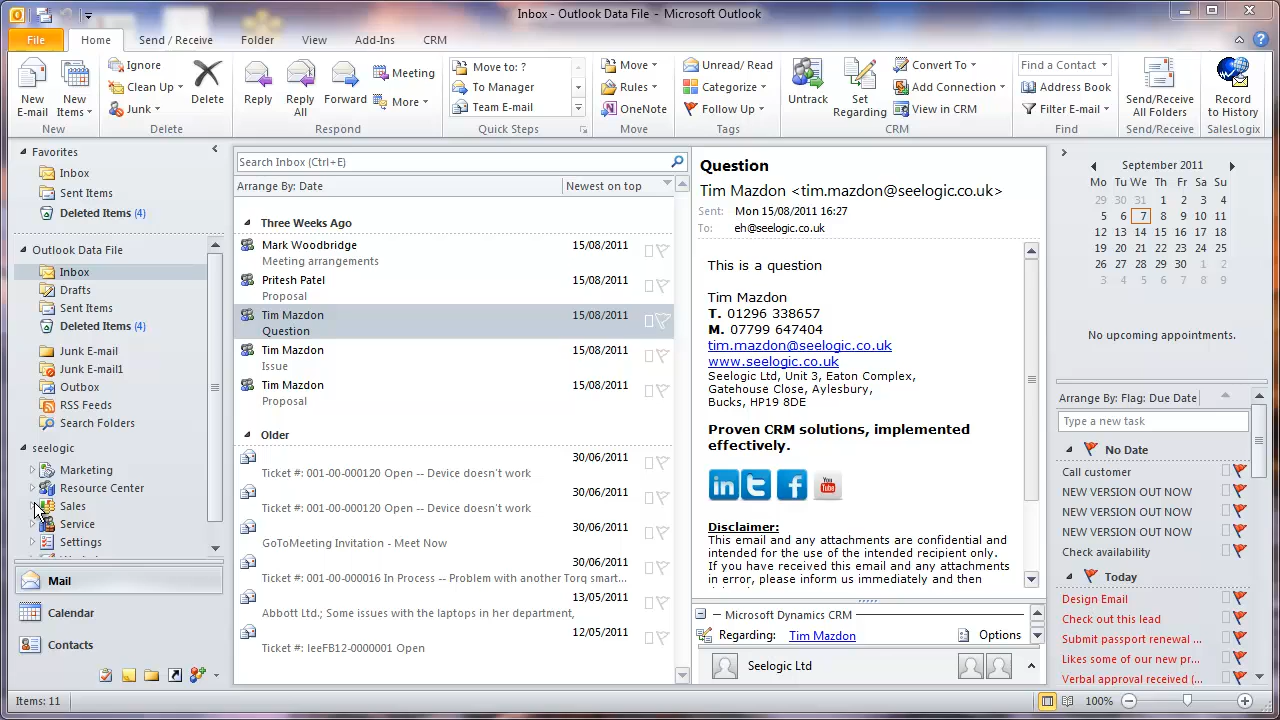 Inbox - Outlook Data File - Microsoft Outlook
File Home Send / Receive Folder View Add-Ins CRM
New E-mail
New Items
New
Ignore
Clean Up
Junk
Delete
Delete
Reply
Reply All
Forward
Meeting
More
Respond
Move to: ?
To Manager
Team E-mail
Quick Steps
Move
Rules
OneNote
Move
Unread/ Read
Categorize
Follow Up
Tags
Untrack
Set Regarding
Convert To
Add Connection
View in CRM
CRM
Find a Contact
Address Book
Filter E-mail
Find
Send/Receive All Folders
Send/Receive
Record to History
SalesLogix
Favorites
Inbox
Sent Items
Deleted Items (4)
Outlook Data File
Inbox
Drafts
Sent Items
Deleted Items (4)
Junk E-mail
Junk E-mail1
Outbox
RSS Feeds
Search Folders
seelogic
Marketing
Resource Center
Sales
Service
Settings
Mail
Calendar
Contacts
Search Inbox (Ctrl+E)
Arrange By: Date Newest on top
Three Weeks Ago
Mark Woodbridge 15/08/2011
Meeting arrangements
Pritesh Patel 15/08/2011
Proposal
Tim Mazdon 15/08/2011
Question
Tim Mazdon 15/08/2011
Issue
Tim Mazdon 15/08/2011
Proposal
Older
30/06/2011
Ticket #: 001-00-000120 Open -- Device doesn't work
30/06/2011
Ticket #: 001-00-000120 Open -- Device doesn't work
30/06/2011
GoToMeeting Invitation - Meet Now
30/06/2011
Ticket #: 001-00-000016 In Process -- Problem with another Torq smart...
13/05/2011
Abbott Ltd.; Some issues with the laptops in her department,
12/05/2011
Ticket #: leeFB12-0000001 Open
Question
Tim Mazdon <tim.mazdon@seelogic.co.uk>
Sent: Mon 15/08/2011 16:27
To: eh@seelogic.co.uk
This is a question
Tim Mazdon
T. 01296 338657
M. 07799 647404
tim.mazdon@seelogic.co.uk
www.seelogic.co.uk
Seelogic Ltd, Unit 3, Eaton Complex,
Gatehouse Close, Aylesbury,
Bucks, HP19 8DE
Proven CRM solutions, implemented
effectively.
in t f You Tube
Disclaimer:
This email and any attachments are confidential and
intended for the use of the intended recipient only.
If you have received this email and any attachments
in error, please inform us immediately and then
Microsoft Dynamics CRM
Regarding: Tim Mazdon Options
Seelogic Ltd
September 2011
Mo Tu We Th Fr Sa Su
29 30 31 1 2 3 4
5 6 7 8 9 10 11
12 13 14 15 16 17 18
19 20 21 22 23 24 25
26 27 28 29 30 1 2
3 4 5 6 7 8 9
No upcoming appointments.
Arrange By: Flag: Due Date
Type a new task
No Date
Call customer
NEW VERSION OUT NOW
NEW VERSION OUT NOW
NEW VERSION OUT NOW
Check availability
Today
Design Email
Check out this lead
Submit passport renewal ...
Likes some of our new pr...
Verbal approval received (...
Items: 11 100%